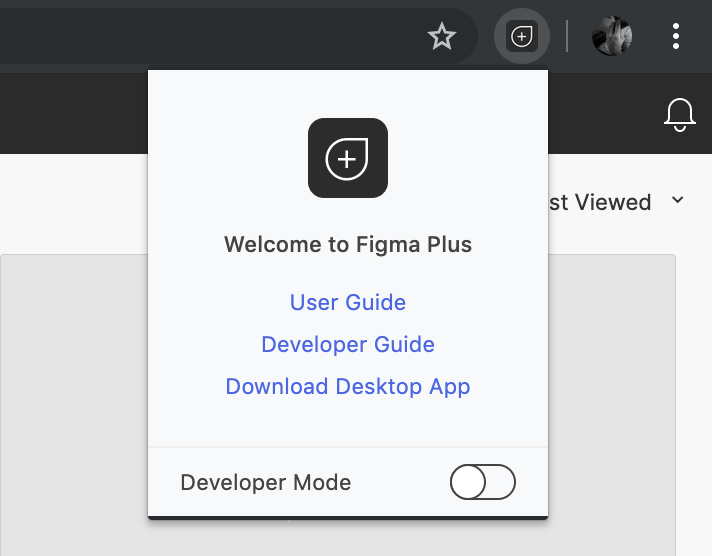 st Viewed
Welcome to Figma Plus
User Guide
Developer Guide
Download Desktop App
Developer Mode